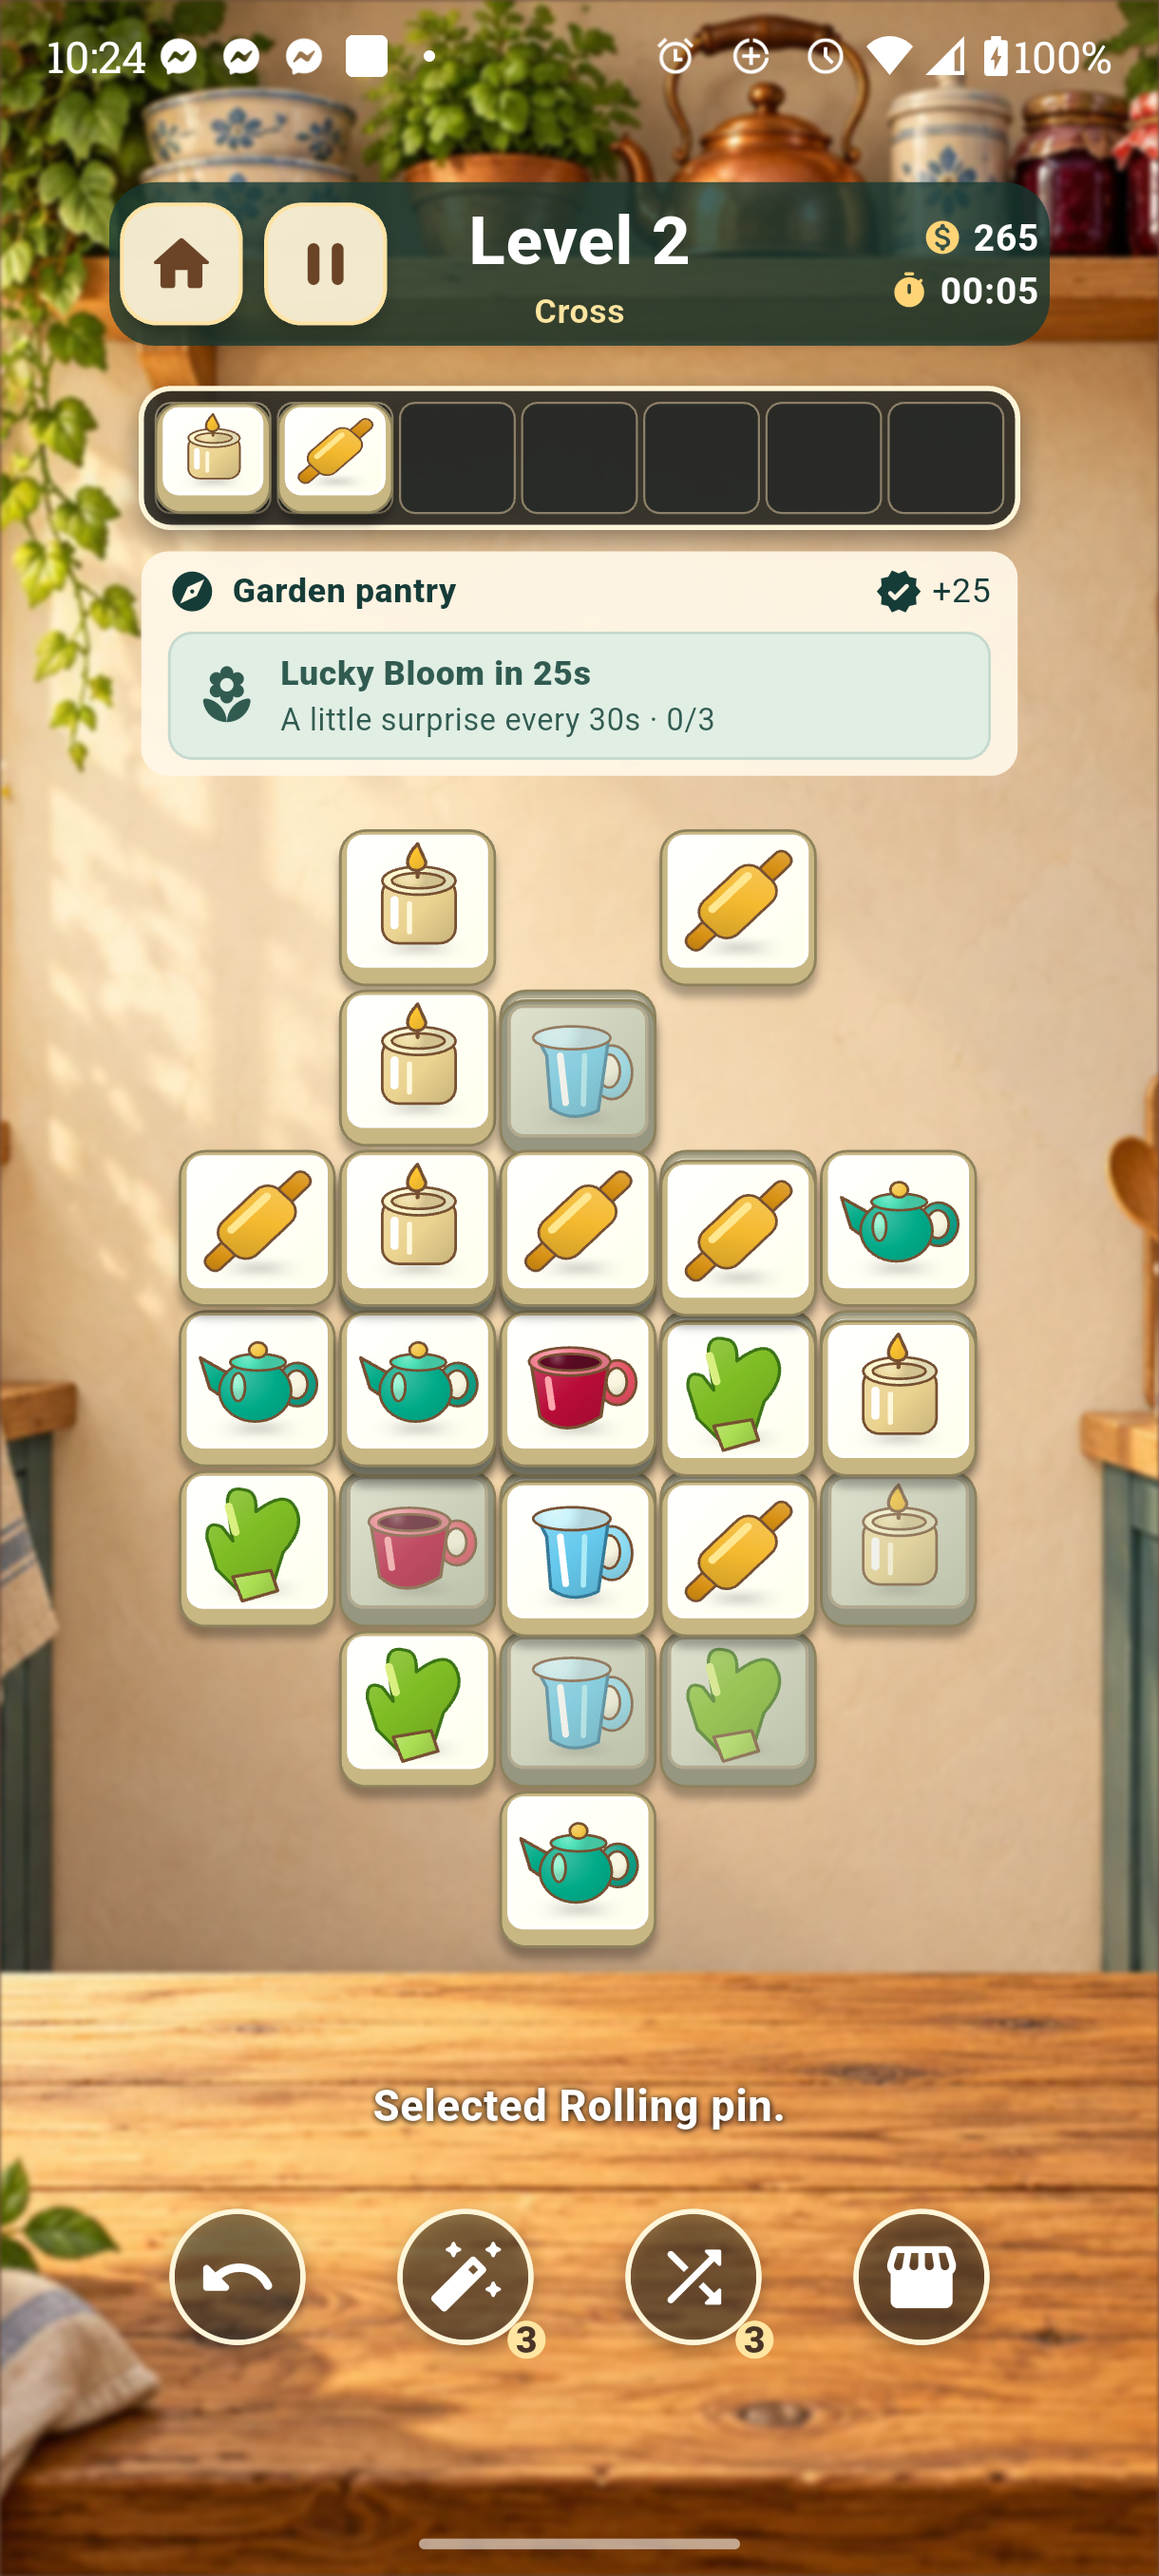 10:24
100%
Level 2
Cross
265
00:05
Garden pantry
+25
Lucky Bloom in 25s
A little surprise every 30s · 0/3
Selected Rolling pin.
3
3